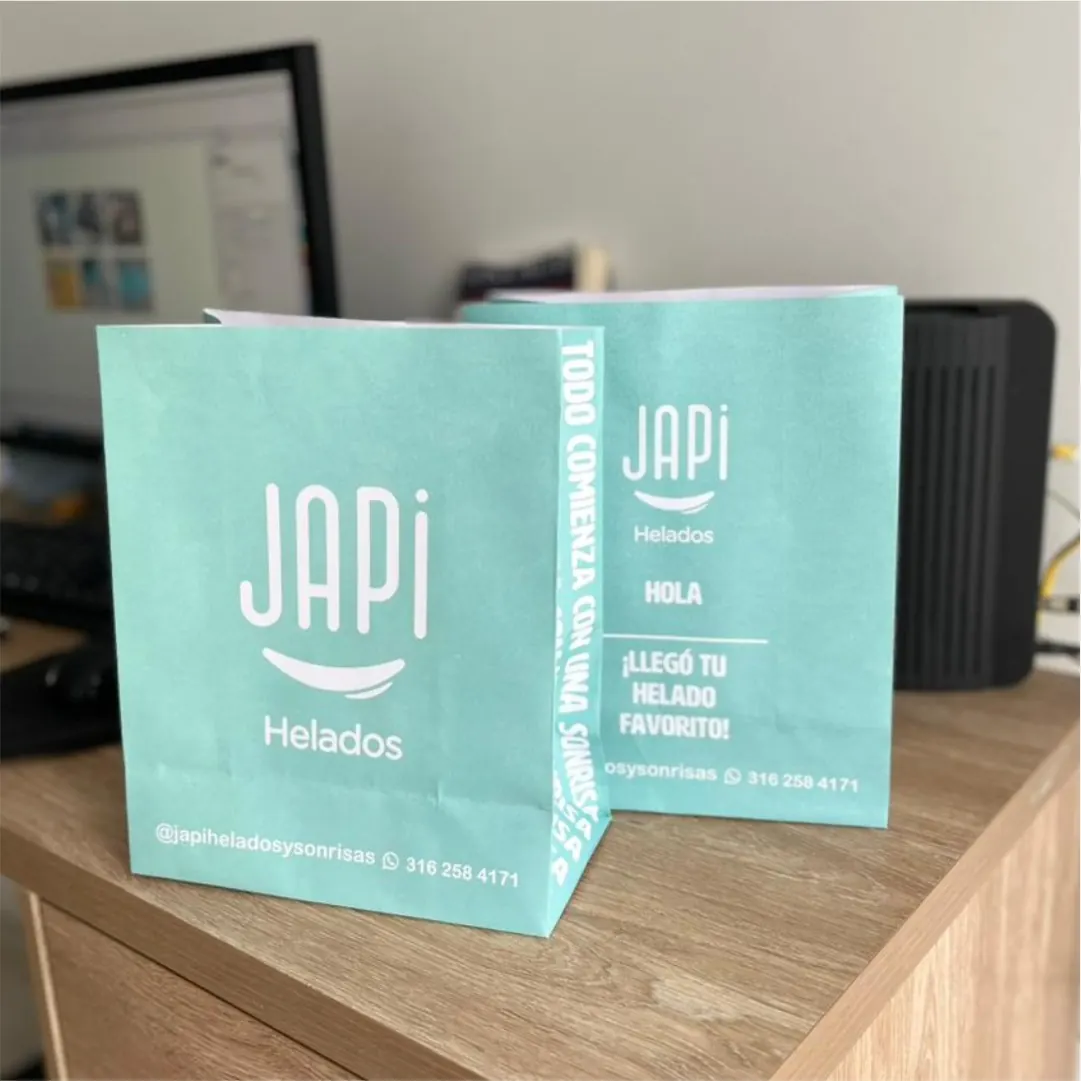 JAPi
Helados
@japiheladosysonrisas 316 258 4171
TODO COMIENZA CON UNA SONRISA
JAPi
Helados
HOLA
¡LLEGÓ TU
HELADO
FAVORITO!
osysonrisas 316 258 4171